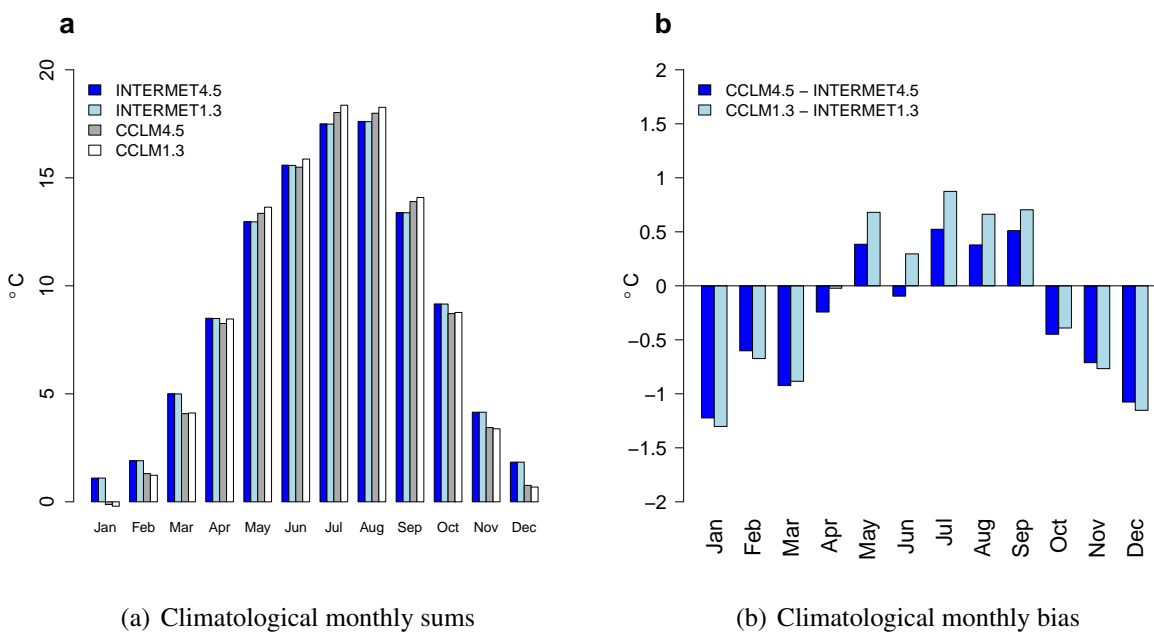 a
20
15
10
5
0
°C
INTERMET4.5
INTERMET1.3
CCLM4.5
CCLM1.3
Jan Feb Mar Apr May Jun Jul Aug Sep Oct Nov Dec
(a) Climatological monthly sums
b
2
1.5
1
0.5
0
−0.5
−1
−1.5
−2
°C
CCLM4.5 − INTERMET4.5
CCLM1.3 − INTERMET1.3
Jan Feb Mar Apr May Jun Jul Aug Sep Oct Nov Dec
(b) Climatological monthly bias